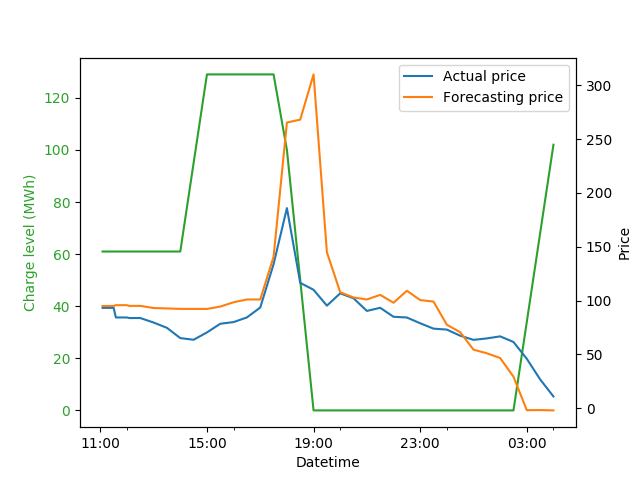 Actual price
Forecasting price
Charge level (MWh)
120
100
80
60
40
20
0
300
250
200
150
100
50
0
Price
11:00 15:00 19:00 23:00 03:00
Datetime